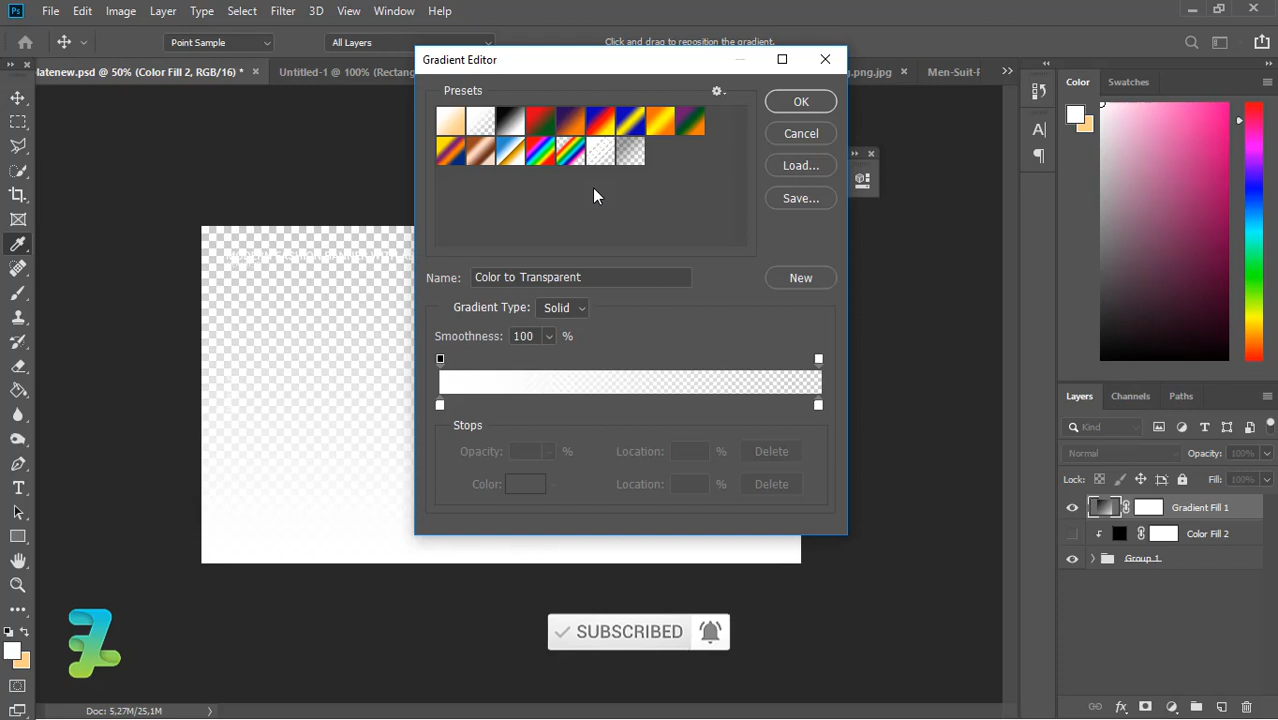 Ps File Edit Image Layer Type Select Filter 3D View Window Help
Point Sample All Layers Click and drag to reposition the gradient.
latenew.psd @ 50% (Color Fill 2, RGB/16) * Untitled-1 @ 100% (Rectan g.png.jpg Men-Suit-F
Gradient Editor
Presets
OK
Cancel
Load...
Save...
Name: Color to Transparent
New
Gradient Type: Solid
Smoothness: 100 %
Stops
Opacity: % Location: % Delete
Color: Location: % Delete
Color Swatches
Layers Channels Paths
Kind
Normal Opacity: 100%
Lock: Fill: 100%
Gradient Fill 1
Color Fill 2
Group 1
SUBSCRIBED
Doc: 5,27M/25,1M